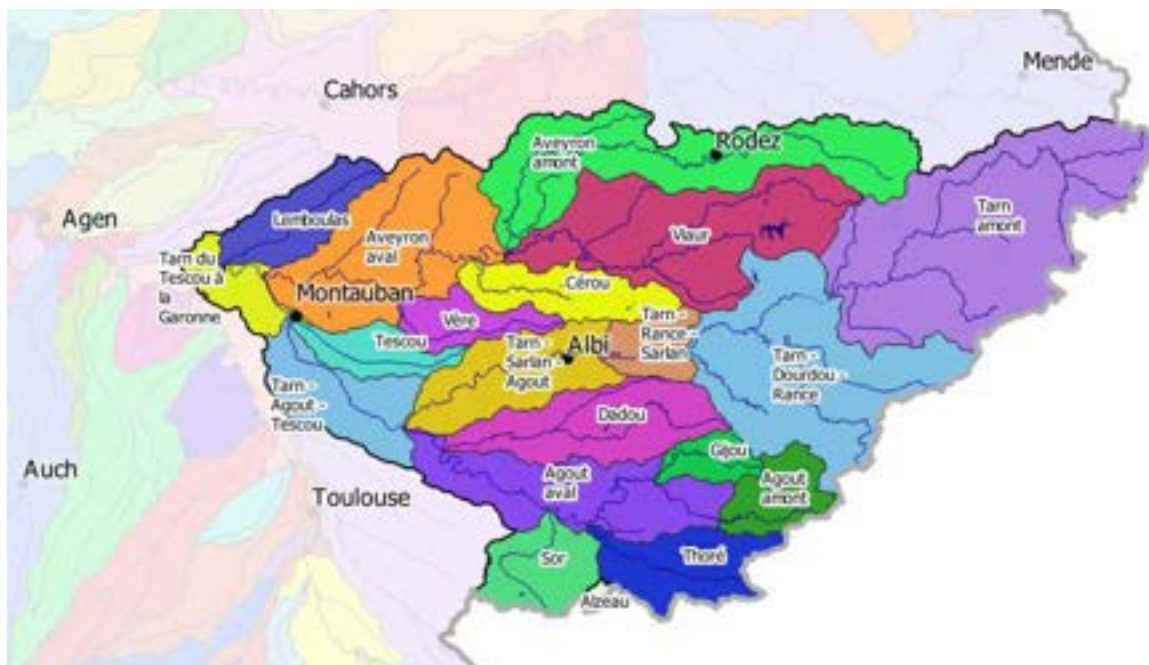 Mende
Cahors
Aveyron
amont
Rodez
Agen
Lemboulas
Tarn
amont
Aveyron
aval
Viaur
Tarn du
Tescou à
la
Garonne
Montauban
Cérou
Vère
Tarn -
Rance -
Sarlan
Tescou
Tarn -
Sarlan -
Agout
Albi
Tarn -
Dourdou -
Rance
Tarn -
Agout -
Tescou
Dadou
Gijou
Auch
Agout
aval
Agout
amont
Toulouse
Sor
Thoré
Alzeau